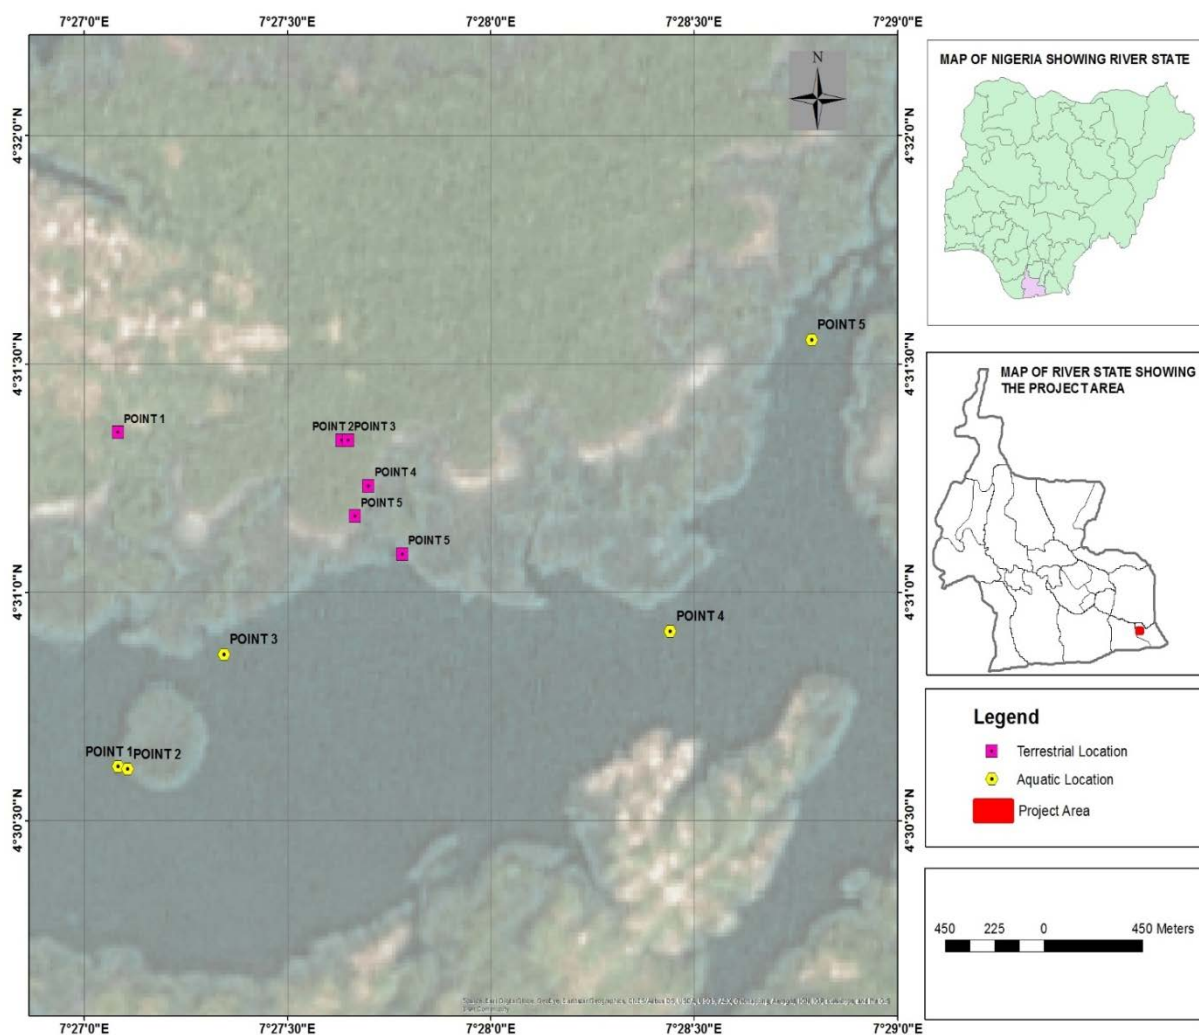 7°27'0"E 7°27'30"E 7°28'0"E 7°28'30"E 7°29'0"E
N
MAP OF NIGERIA SHOWING RIVER STATE
4°32'0"N
4°32'0"N
POINT 5
4°31'30"N
4°31'30"N
MAP OF RIVER STATE SHOWING
THE PROJECT AREA
POINT 1
POINT 2 POINT 3
POINT 4
POINT 5
POINT 5
4°31'0"N
4°31'0"N
POINT 4
POINT 3
POINT 1 POINT 2
Legend
Terrestrial Location
Aquatic Location
Project Area
4°30'30"N
4°30'30"N
450 225 0 450 Meters
7°27'0"E 7°27'30"E 7°28'0"E 7°28'30"E 7°29'0"E